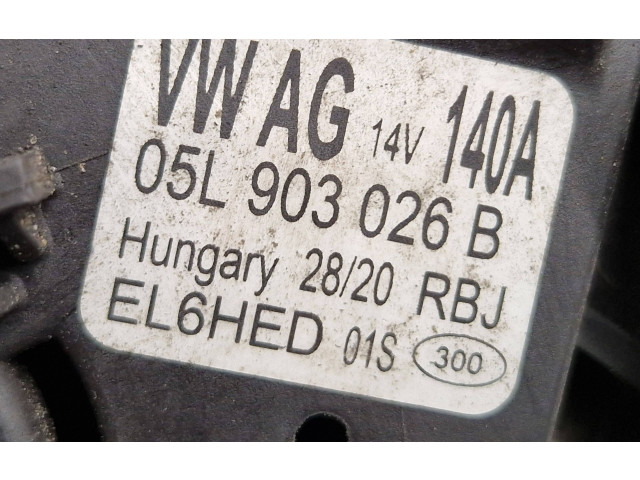 VW AG 14V 140A
05L 903 026 B
Hungary 28/20 RBJ
EL6HED 01S 300